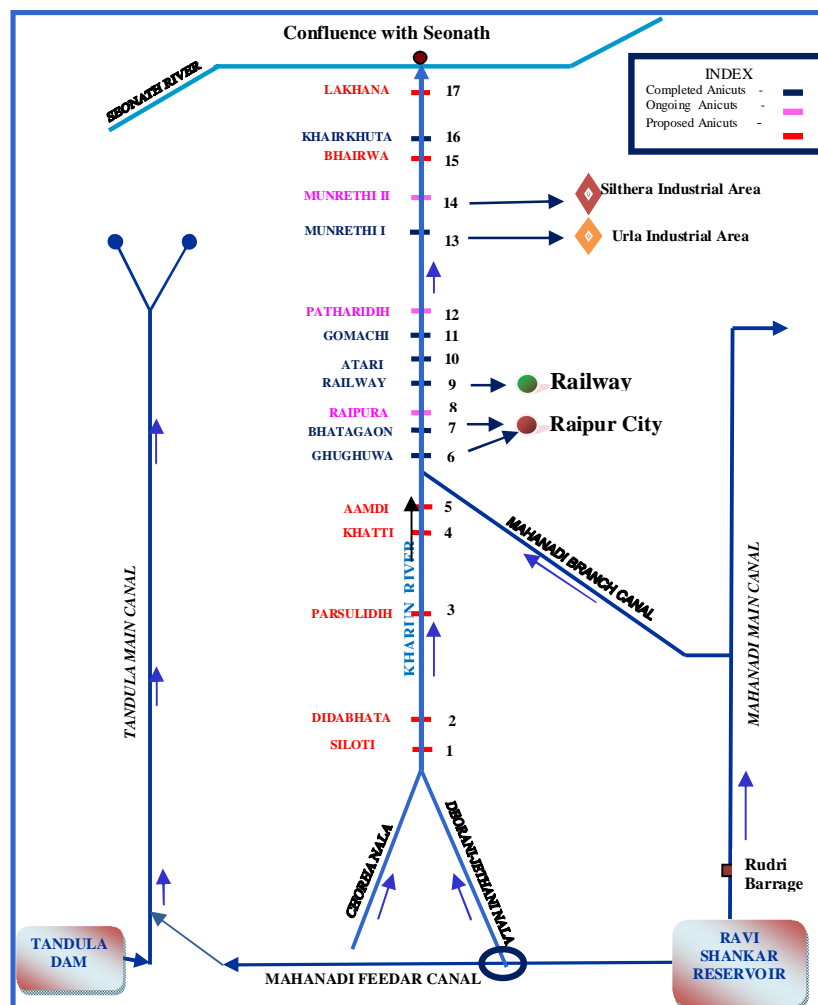 Confluence with Seonath
SEONATH RIVER
INDEX
Completed Anicuts -
Ongoing Anicuts -
Proposed Anicuts -
LAKHANA 17
KHAIRKHUTA 16
BHAIRWA 15
MUNRETHI II 14
Silthera Industrial Area
MUNRETHI I 13
Urla Industrial Area
PATHARIDIH 12
GOMACHI 11
ATARI 10
RAILWAY 9
Railway
RAIPURA 8
BHATAGAON 7
Raipur City
GHUGHUWA 6
AAMDI 5
KHATTI 4
PARSULIDIH 3
DIDABHATA 2
SILOTI 1
KHARUN RIVER
MAHANADI BRANCH CANAL
TANDULA MAIN CANAL
MAHANADI MAIN CANAL
CHORHA NALA
DHORANI-JETHANI NALA
Rudri
Barrage
TANDULA
DAM
MAHANADI FEEDAR CANAL
RAVI
SHANKAR
RESERVOIR